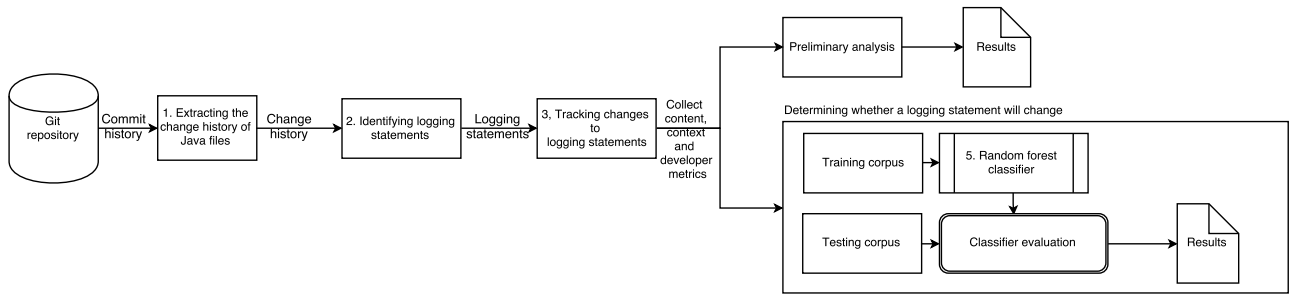 Git
repository
Commit
history
1. Extracting the
change history of
Java files
Change
history
2. Identifying logging
statements
Logging
statements
3, Tracking changes
to
logging statements
Collect
content,
context
and
developer
metrics
Preliminary analysis
Results
Determining whether a logging statement will change
Training corpus
5. Random forest
classifier
Testing corpus
Classifier evaluation
Results